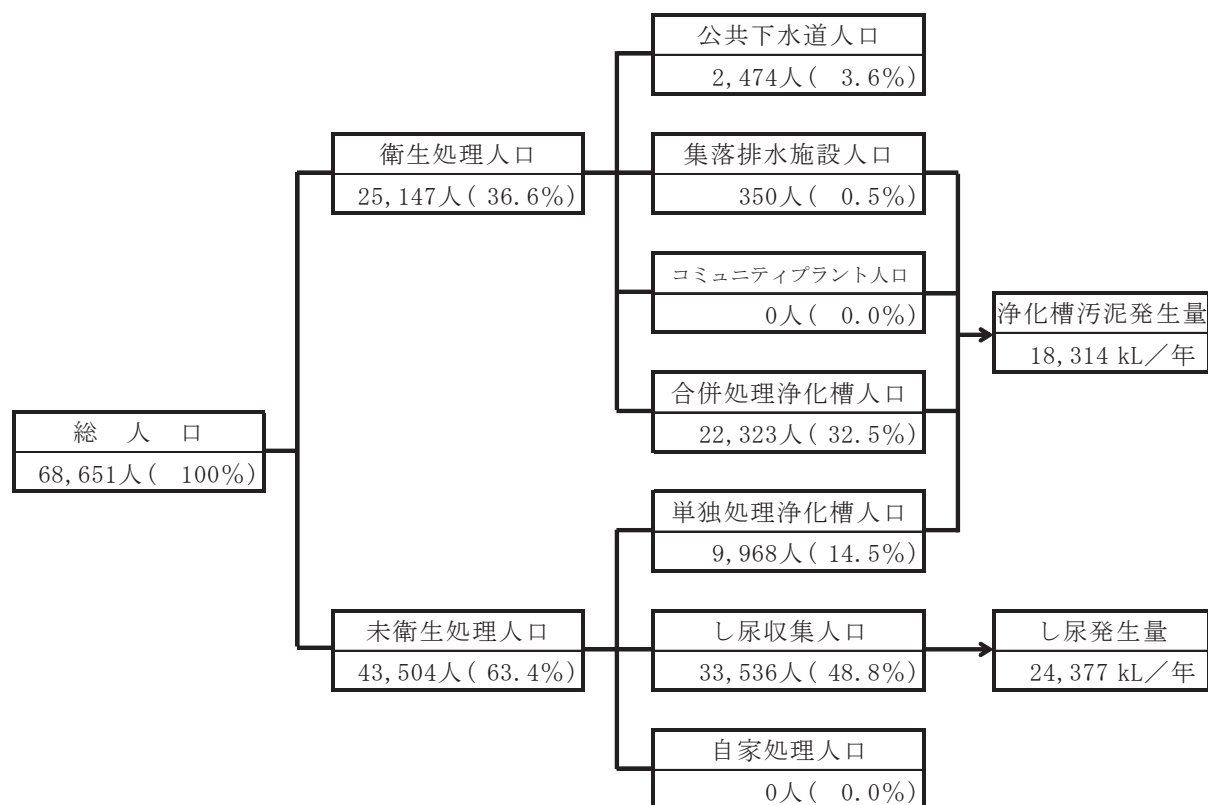 公共下水道人口
2,474人( 3.6%)
衛生処理人口
25,147人( 36.6%)
集落排水施設人口
350人( 0.5%)
コミュニティプラント人口
0人( 0.0%)
浄化槽汚泥発生量
18,314 kL／年
合併処理浄化槽人口
22,323人( 32.5%)
総 人 口
68,651人( 100%)
単独処理浄化槽人口
9,968人( 14.5%)
未衛生処理人口
43,504人( 63.4%)
し尿収集人口
33,536人( 48.8%)
し尿発生量
24,377 kL／年
自家処理人口
0人( 0.0%)